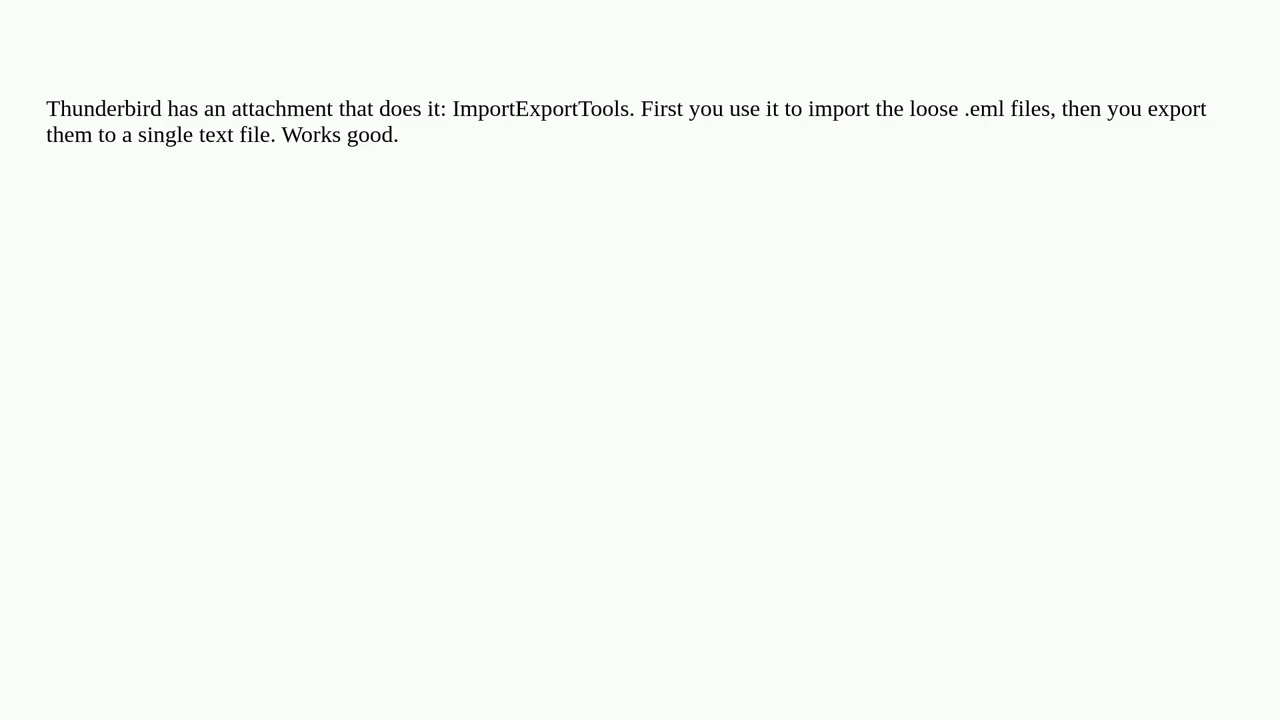 Thunderbird has an attachment that does it: ImportExportTools. First you use it to import the loose .eml files, then you export
them to a single text file. Works good.